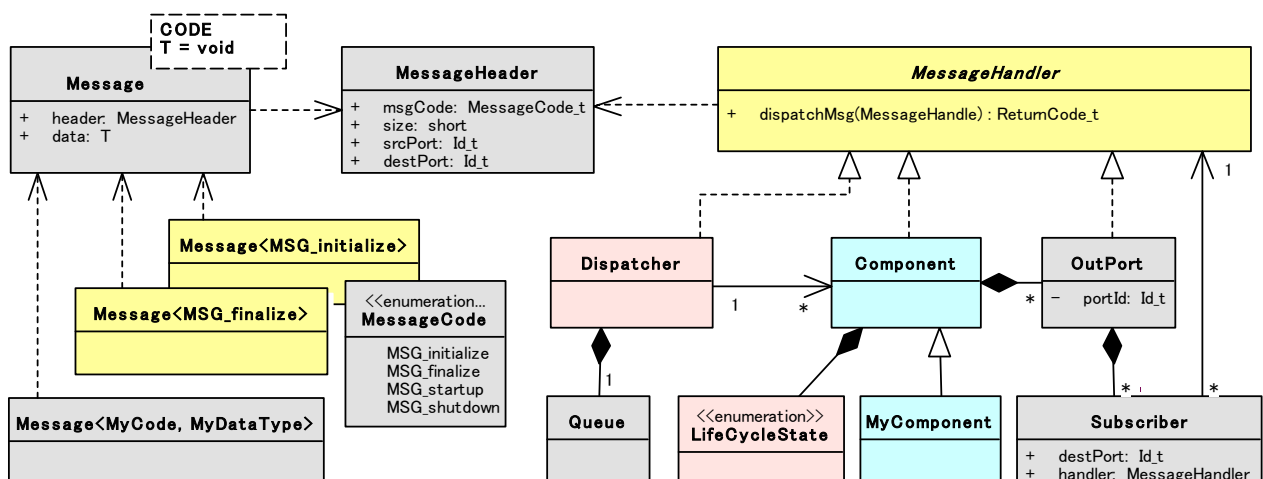 CODE
T = void
Message
+ header: MessageHeader
+ data: T
MessageHeader
+ msgCode: MessageCode_t
+ size: short
+ srcPort: Id_t
+ destPort: Id_t
MessageHandler
+ dispatchMsg(MessageHandle) : ReturnCode_t
1
Message<MSG_initialize>
Message<MSG_finalize>
<<enumeration...
MessageCode
MSG_initialize
MSG_finalize
MSG_startup
MSG_shutdown
Message<MyCode, MyDataType>
Dispatcher
1
*
Component
*
OutPort
- portId: Id_t
1
Queue
<<enumeration>>
LifeCycleState
MyComponent
*
*
Subscriber
+ destPort: Id_t
+ handler: MessageHandler